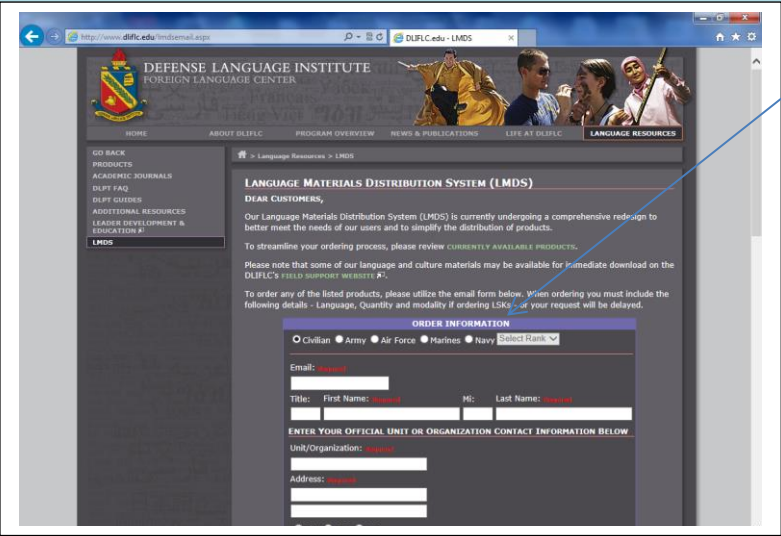 http://www.dliflc.edu/lmdsemail.aspx
DLIFLC.edu - LMDS
DEFENSE LANGUAGE INSTITUTE
FOREIGN LANGUAGE CENTER
HOME ABOUT DLIFLC PROGRAM OVERVIEW NEWS & PUBLICATIONS LIFE AT DLIFLC LANGUAGE RESOURCES
GO BACK
PRODUCTS
ACADEMIC JOURNALS
DLPT FAQ
DLPT GUIDES
ADDITIONAL RESOURCES
LEADER DEVELOPMENT &
EDUCATION
LMDS
> Language Resources > LMDS
LANGUAGE MATERIALS DISTRIBUTION SYSTEM (LMDS)
DEAR CUSTOMERS,
Our Language Materials Distribution System (LMDS) is currently undergoing a comprehensive redesign to
better meet the needs of our users and to simplify the distribution of products.
To streamline your ordering process, please review CURRENTLY AVAILABLE PRODUCTS.
Please note that some of our language and culture materials may be available for immediate download on the
DLIFLC's FIELD SUPPORT WEBSITE.
To order any of the listed products, please utilize the email form below. When ordering you must include the
following details - Language, Quantity and modality if ordering LSKs - or your request will be delayed.
ORDER INFORMATION
Civilian Army Air Force Marines Navy Select Rank
Email: Required
Title: First Name: Required Mi: Last Name: Required
ENTER YOUR OFFICIAL UNIT OR ORGANIZATION CONTACT INFORMATION BELOW
Unit/Organization: Required
Address: Required